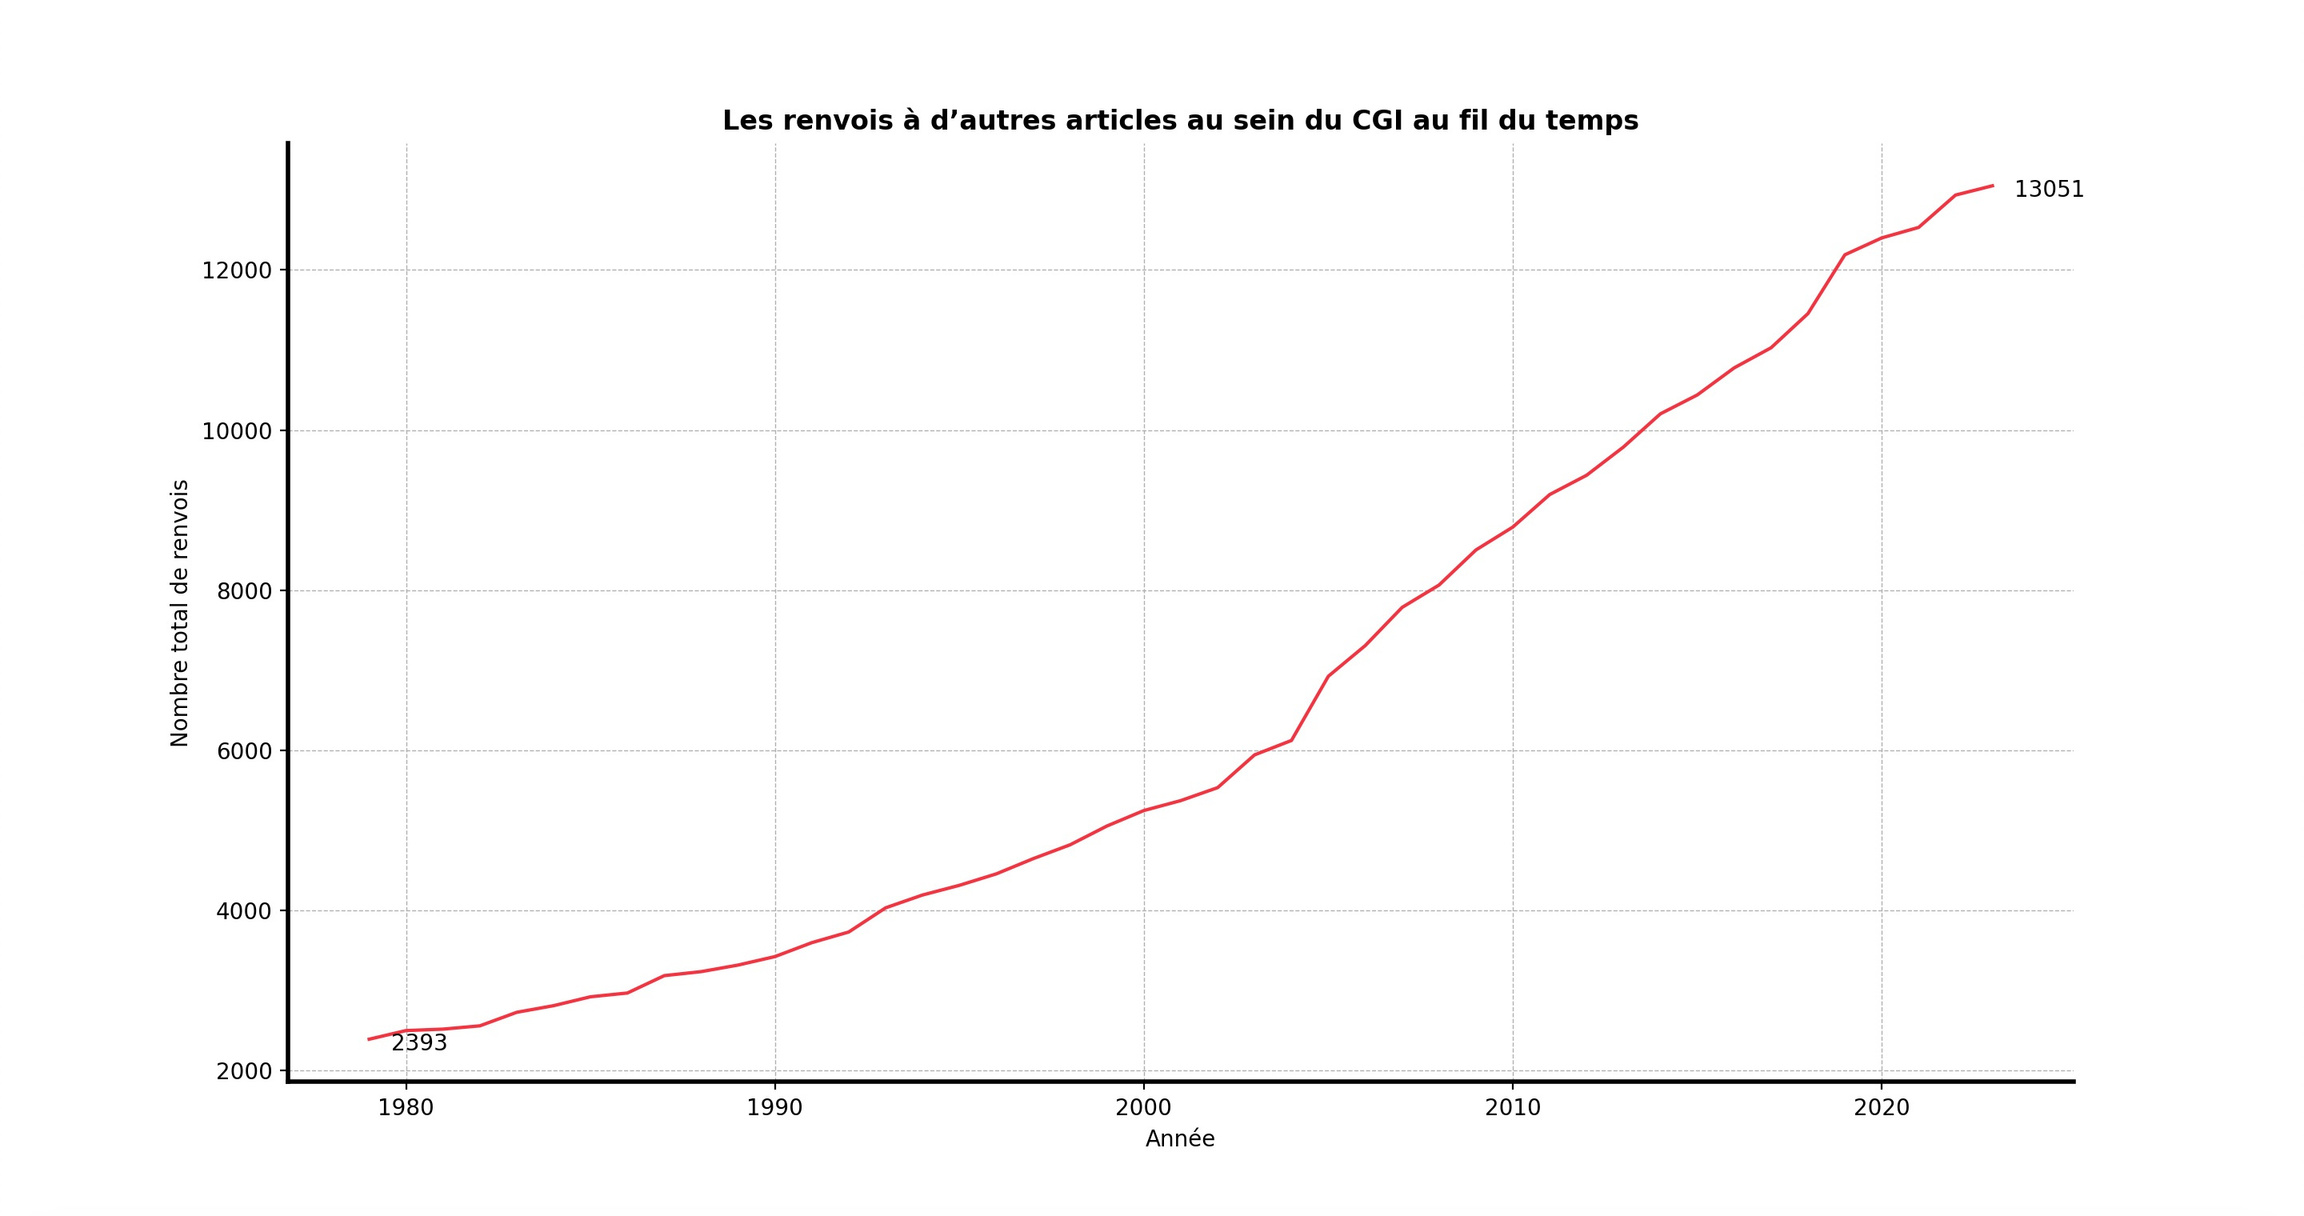 Les renvois à d’autres articles au sein du CGI au fil du temps
13051
12000
10000
8000
6000
4000
2000
Nombre total de renvois
2393
1980 1990 2000 2010 2020
Année